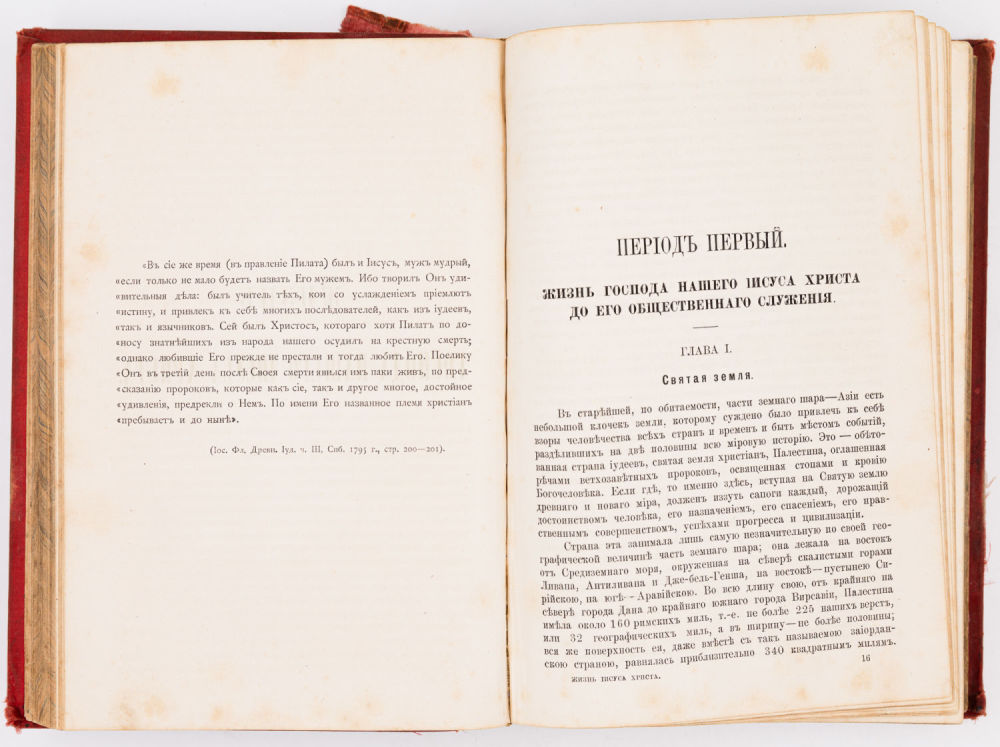 «Въ сіе же время (въ правленіе Пилата) былъ и Іисусъ, мужъ мудрый,
«если только не мало будетъ назвать Его мужемъ. Ибо творилъ Онъ уди-
«вительныя дѣла: былъ учитель тѣхъ, кои со услажденіемъ пріемлютъ
«истину, и привлекъ къ себѣ многихъ послѣдователей, какъ изъ іудеевъ,
«такъ и язычниковъ. Сей былъ Христосъ, котораго хотя Пилатъ по до-
«носу знатнѣйшихъ изъ народа нашего осудилъ на крестную смерть;
«однако любившіе Его прежде не престали и тогда любить Его. Поелику
«Онъ въ третій день послѣ Своея смерти явился имъ паки живъ, по пред-
«сказанію пророковъ, которые какъ сіе, такъ и другое многое, достойное
«удивленія, предрекли о Немъ. По имени Его названное племя христіанъ
«пребываетъ и до нынѣ».
(Іос. Фл. Древн. Іуд. ч. III, Спб. 1795 г., стр. 200—201).
ПЕРІОДЪ ПЕРВЫЙ.
ЖИЗНЬ ГОСПОДА НАШЕГО ІИСУСА ХРИСТА
ДО ЕГО ОБЩЕСТВЕННАГО СЛУЖЕНІЯ.
ГЛАВА I.
Святая земля.
Въ старѣйшей, по обитаемости, части земнаго шара—Азіи есть
небольшой клочекъ земли, которому суждено было привлечь къ себѣ
взоры человѣчества всѣхъ странъ и временъ и быть мѣстомъ событій,
раздѣлившихъ на двѣ половины всю міровую исторію. Это — обѣто-
ванная страна іудеевъ, святая земля христіанъ, Палестина, оглашенная
рѣчами ветхозавѣтныхъ пророковъ, освященная стопами и кровію
Богочеловѣка. Если гдѣ, то именно здѣсь, вступая на Святую землю
древняго и новаго міра, долженъ иззуть сапоги каждый, дорожащій
достоинствомъ человѣка, его назначеніемъ, его спасеніемъ, его нрав-
ственнымъ совершенствомъ, успѣхами прогресса и цивилизаціи.
Страна эта занимала лишь самую незначительную по своей гео-
графической величинѣ часть земнаго шара; она лежала на востокъ
отъ Средиземнаго моря, окруженная на сѣверѣ скалистыми горами
Ливана, Антиливана и Дже-бель-Гейша, на востокѣ—пустынею Си-
рійскою, на югѣ—Аравійскою. Во всю длину свою, отъ крайняго на
сѣверѣ города Дана до крайняго южнаго города Вирсавіи, Палестина
имѣла около 160 римскихъ миль, т.-е. не болѣе 225 нашихъ верстъ,
или 32 географическихъ миль, а въ ширину—не болѣе половины;
вся же поверхность ея, даже вмѣстѣ съ такъ называемою заіордан-
скою страною, равнялась приблизительно 340 квадратнымъ милямъ.
ЖИЗНЬ ІИСУСА ХРИСТА.
16